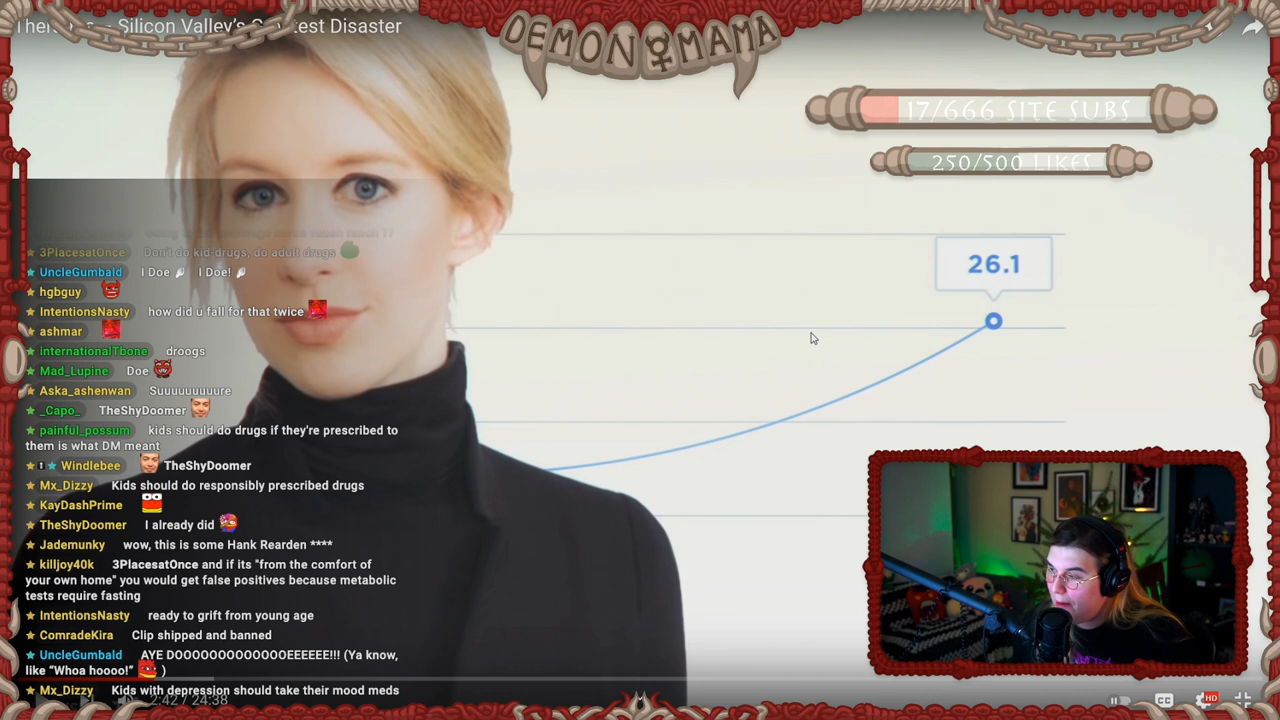 Silicon Valley's
test Disaster
DEMON MAMA
17/666 SITE SUBS
250/500 LIKES
3PlacesatOnce Don't do kid-drugs, do adult drugs
UncleGumbald I Doe I Doe!
hgbguy
IntentionsNasty how did u fall for that twice
ashmar
internationalTbone droogs
Mad_Lupine Doe
Aska_ashenwan Suuuuuuuure
_Capo_ TheShyDoomer
painful_possum kids should do drugs if they're prescribed to
them is what DM meant
Windlebee TheShyDoomer
Mx_Dizzy Kids should do responsibly prescribed drugs
KayDashPrime
TheShyDoomer I already did
Jademunky wow, this is some Hank Rearden ****
killjoy40k 3PlacesatOnce and if its "from the comfort of
your own home" you would get false positives because metabolic
tests require fasting
IntentionsNasty ready to grift from young age
ComradeKira Clip shipped and banned
UncleGumbald AYE DOOOOOOOOOOOOEEEEEE!!! (Ya know,
like "Whoa hoooo!" )
Mx_Dizzy Kids with depression should take their mood meds
26.1
2:42 / 24:38
CC
HD